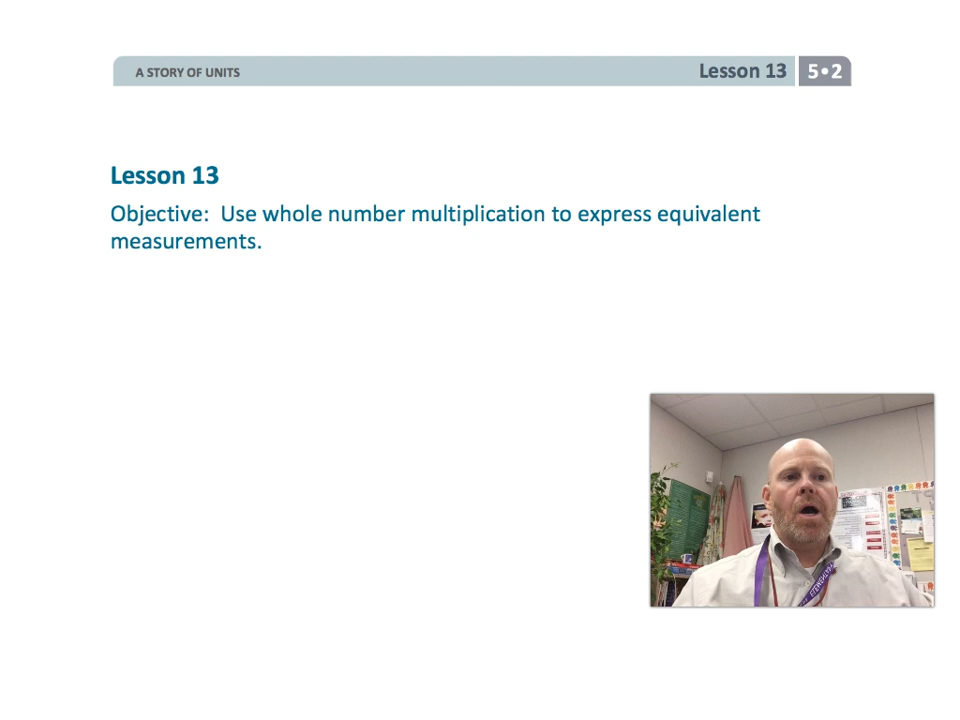 A STORY OF UNITS
Lesson 13
5•2
Lesson 13
Objective:  Use whole number multiplication to express equivalent
measurements.